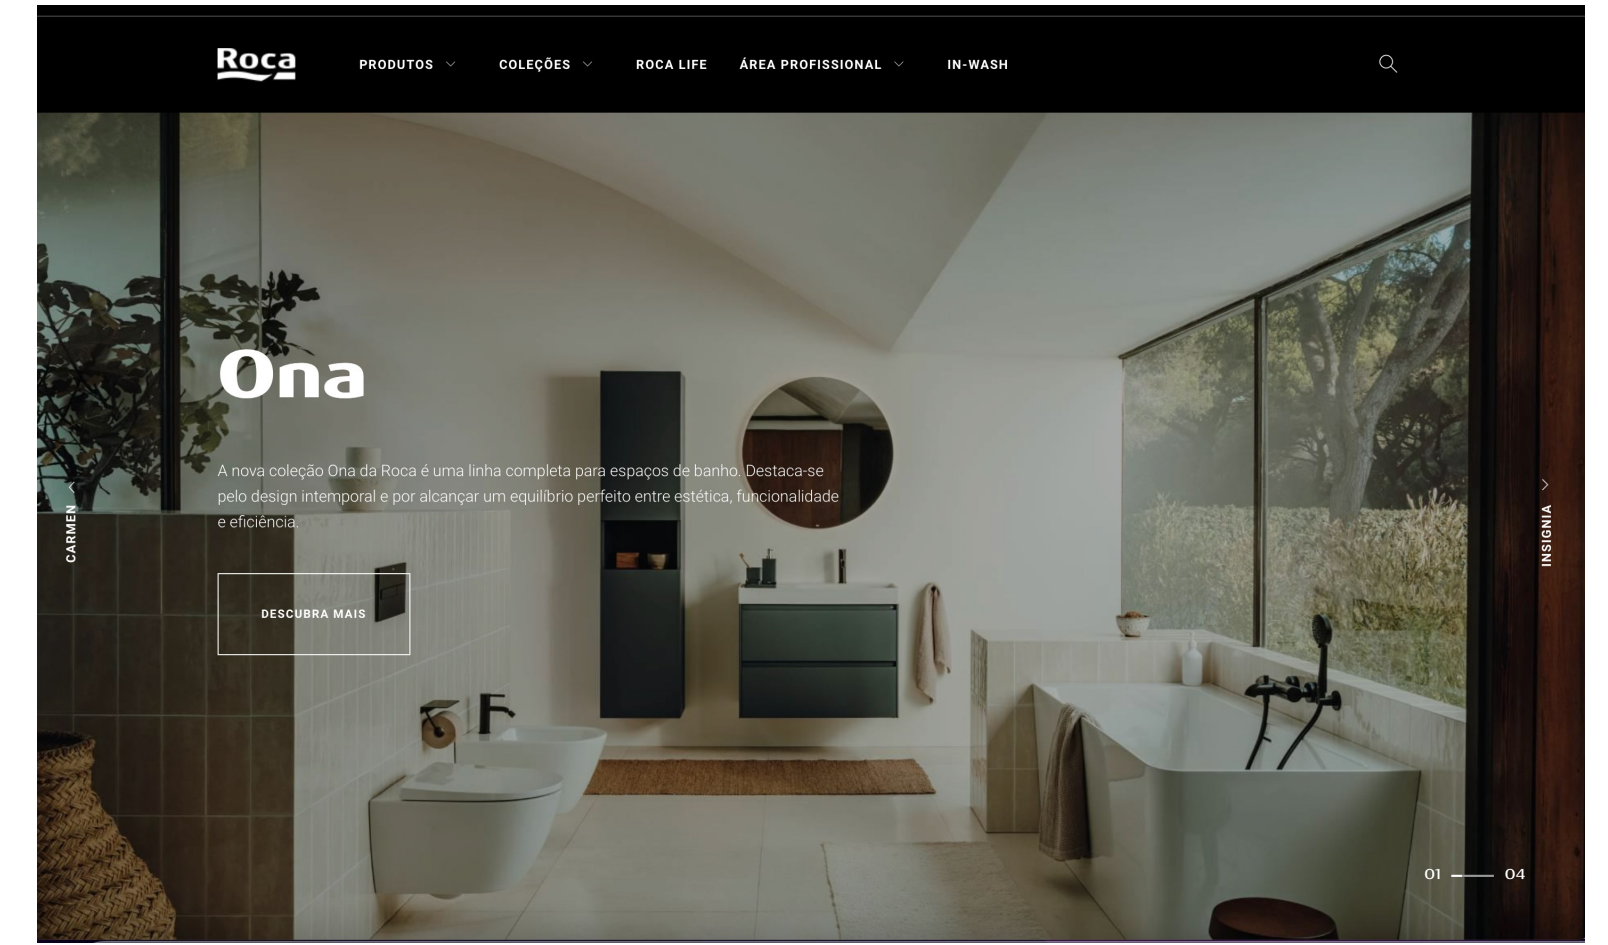 Roca
PRODUTOS
COLEÇÕES
ROCA LIFE
ÁREA PROFISSIONAL
IN-WASH
Ona
A nova coleção Ona da Roca é uma linha completa para espaços de banho. Destaca-se
pelo design intemporal e por alcançar um equilíbrio perfeito entre estética, funcionalidade
e eficiência.
DESCUBRA MAIS
CARMEN
INSIGNIA
01
04